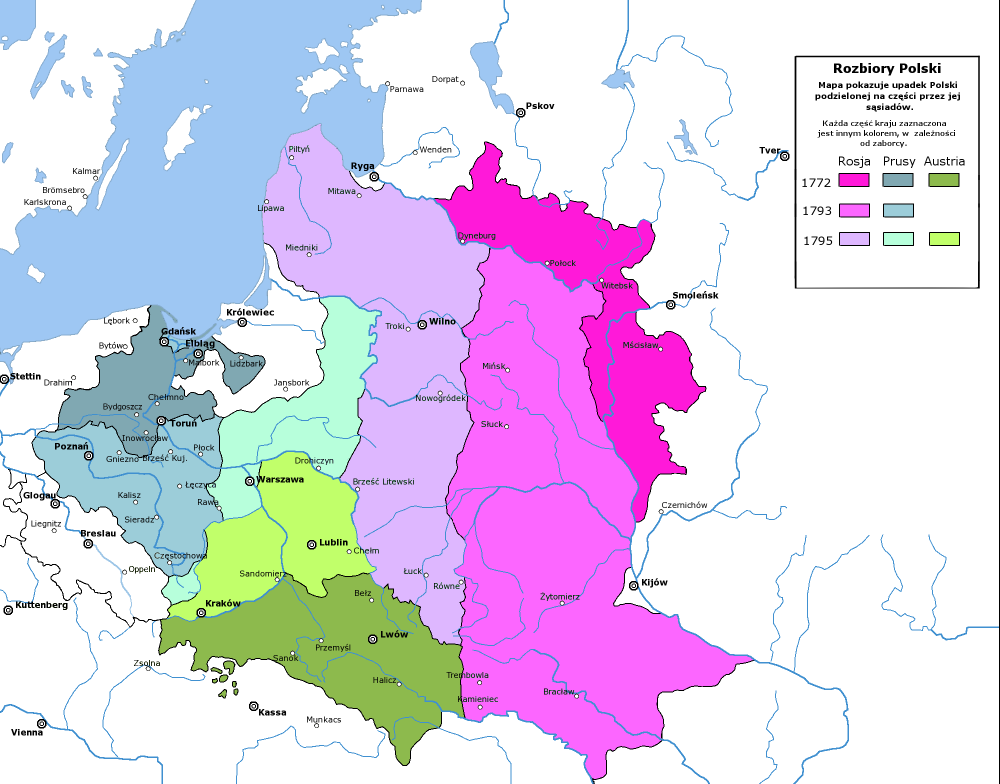 Rozbiory Polski
Mapa pokazuje upadek Polski
podzielonej na części przez jej
sąsiadów.
Każda część kraju zaznaczona
jest innym kolorem, w zależności
od zaborcy.
Rosja Prusy Austria
1772
1793
1795
Dorpat
Parnawa
Pskov
Wenden
Piltyń
Tver
Ryga
Kalmar
Brömsebro
Mitawa
Karlskrona
Lipawa
Dyneburg
Miedniki
Połock
Witebsk
Smoleńsk
Królewiec
Lębork
Wilno
Troki
Gdańsk
Elbląg
Bytów
Mścisław
Malbork
Lidzbark
Mińsk
Stettin
Drahim
Jansbork
Chełmno
Nowogródek
Bydgoszcz
Toruń
Słuck
Inowrocław
Poznań
Płock
Gniezno
Brześć Kuj.
Drohiczyn
Warszawa
Brześć Litewski
Łęczyca
Glogau
Kalisz
Rawa
Czernichów
Sieradz
Liegnitz
Breslau
Lublin
Chełm
Częstochowa
Oppeln
Sandomierz
Łuck
Kijów
Równe
Bełz
Żytomierz
Kuttenberg
Kraków
Lwów
Przemyśl
Sanok
Zsolna
Trembowla
Halicz
Bracław
Kamieniec
Kassa
Munkacs
Vienna